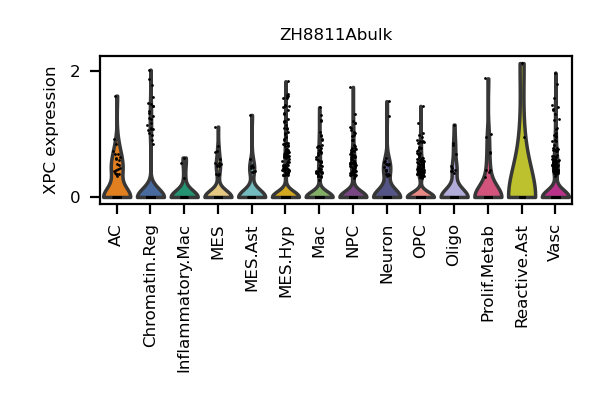 ZH8811Abulk
XPC expression
2
0
AC
Chromatin.Reg
Inflammatory.Mac
MES
MES.Ast
MES.Hyp
Mac
NPC
Neuron
OPC
Oligo
Prolif.Metab
Reactive.Ast
Vasc